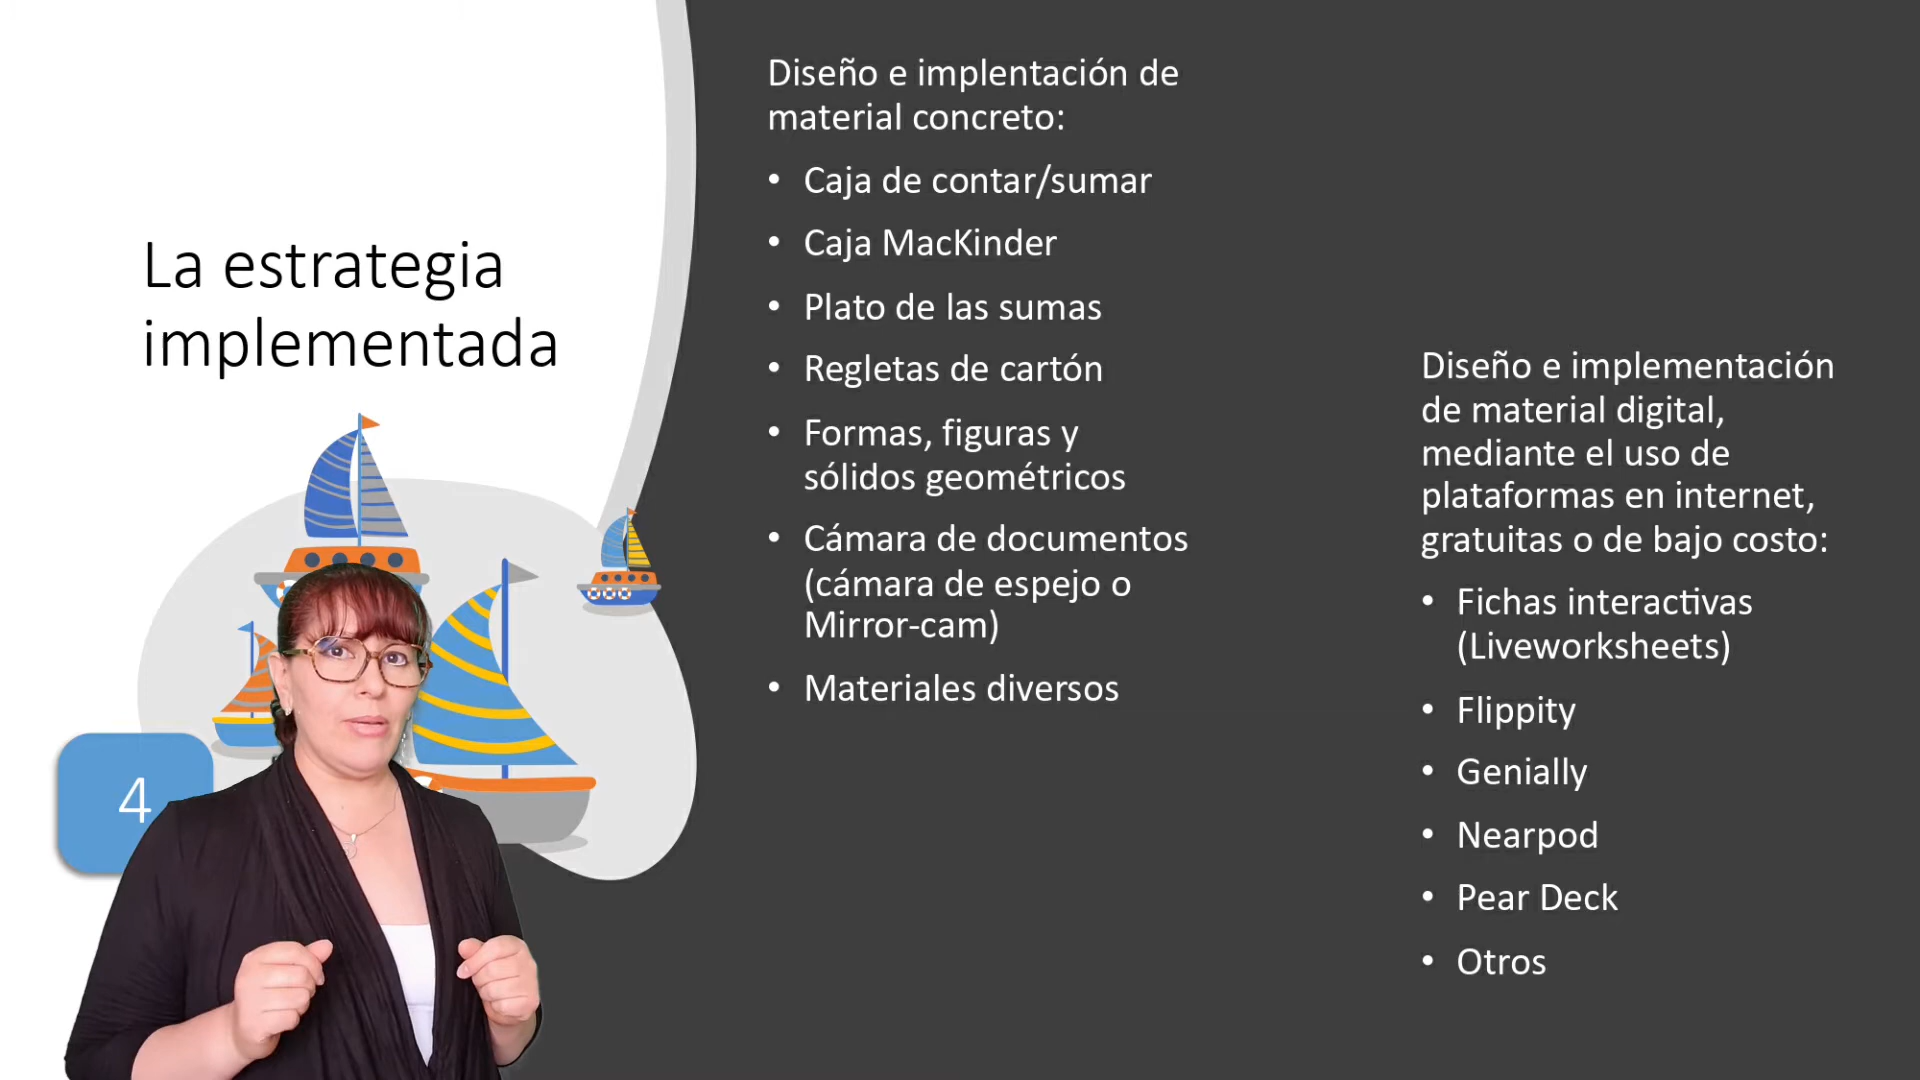 La estrategia
implementada
4
Diseño e implentación de
material concreto:
• Caja de contar/sumar
• Caja MacKinder
• Plato de las sumas
• Regletas de cartón
• Formas, figuras y
sólidos geométricos
• Cámara de documentos
(cámara de espejo o
Mirror-cam)
• Materiales diversos
Diseño e implementación
de material digital,
mediante el uso de
plataformas en internet,
gratuitas o de bajo costo:
• Fichas interactivas
(Liveworksheets)
• Flippity
• Genially
• Nearpod
• Pear Deck
• Otros